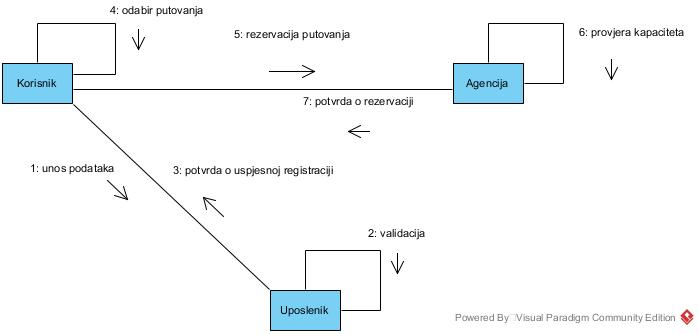 4: odabir putovanja
5: rezervacija putovanja
6: provjera kapaciteta
Korisnik
Agencija
7: potvrda o rezervaciji
1: unos podataka
3: potvrda o uspjesnoj registraciji
2: validacija
Uposlenik
Powered By Visual Paradigm Community Edition